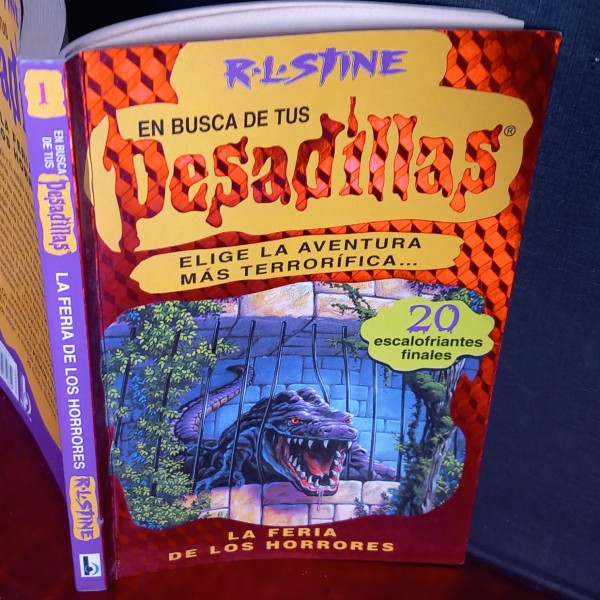 R.L.STINE
EN BUSCA DE TUS
Pesadillas®
ELIGE LA AVENTURA
MÁS TERRORÍFICA...
20
escalofriantes
finales
LA FERIA
DE LOS HORRORES
1
EN BUSCA
DE TUS
Pesadillas
LA FERIA DE LOS HORRORES
R.L.STINE